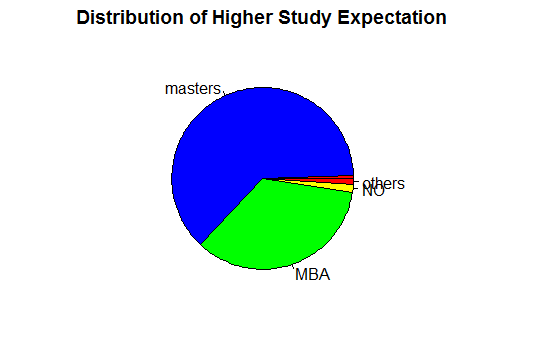 Distribution of Higher Study Expectation
masters
others
NO
MBA